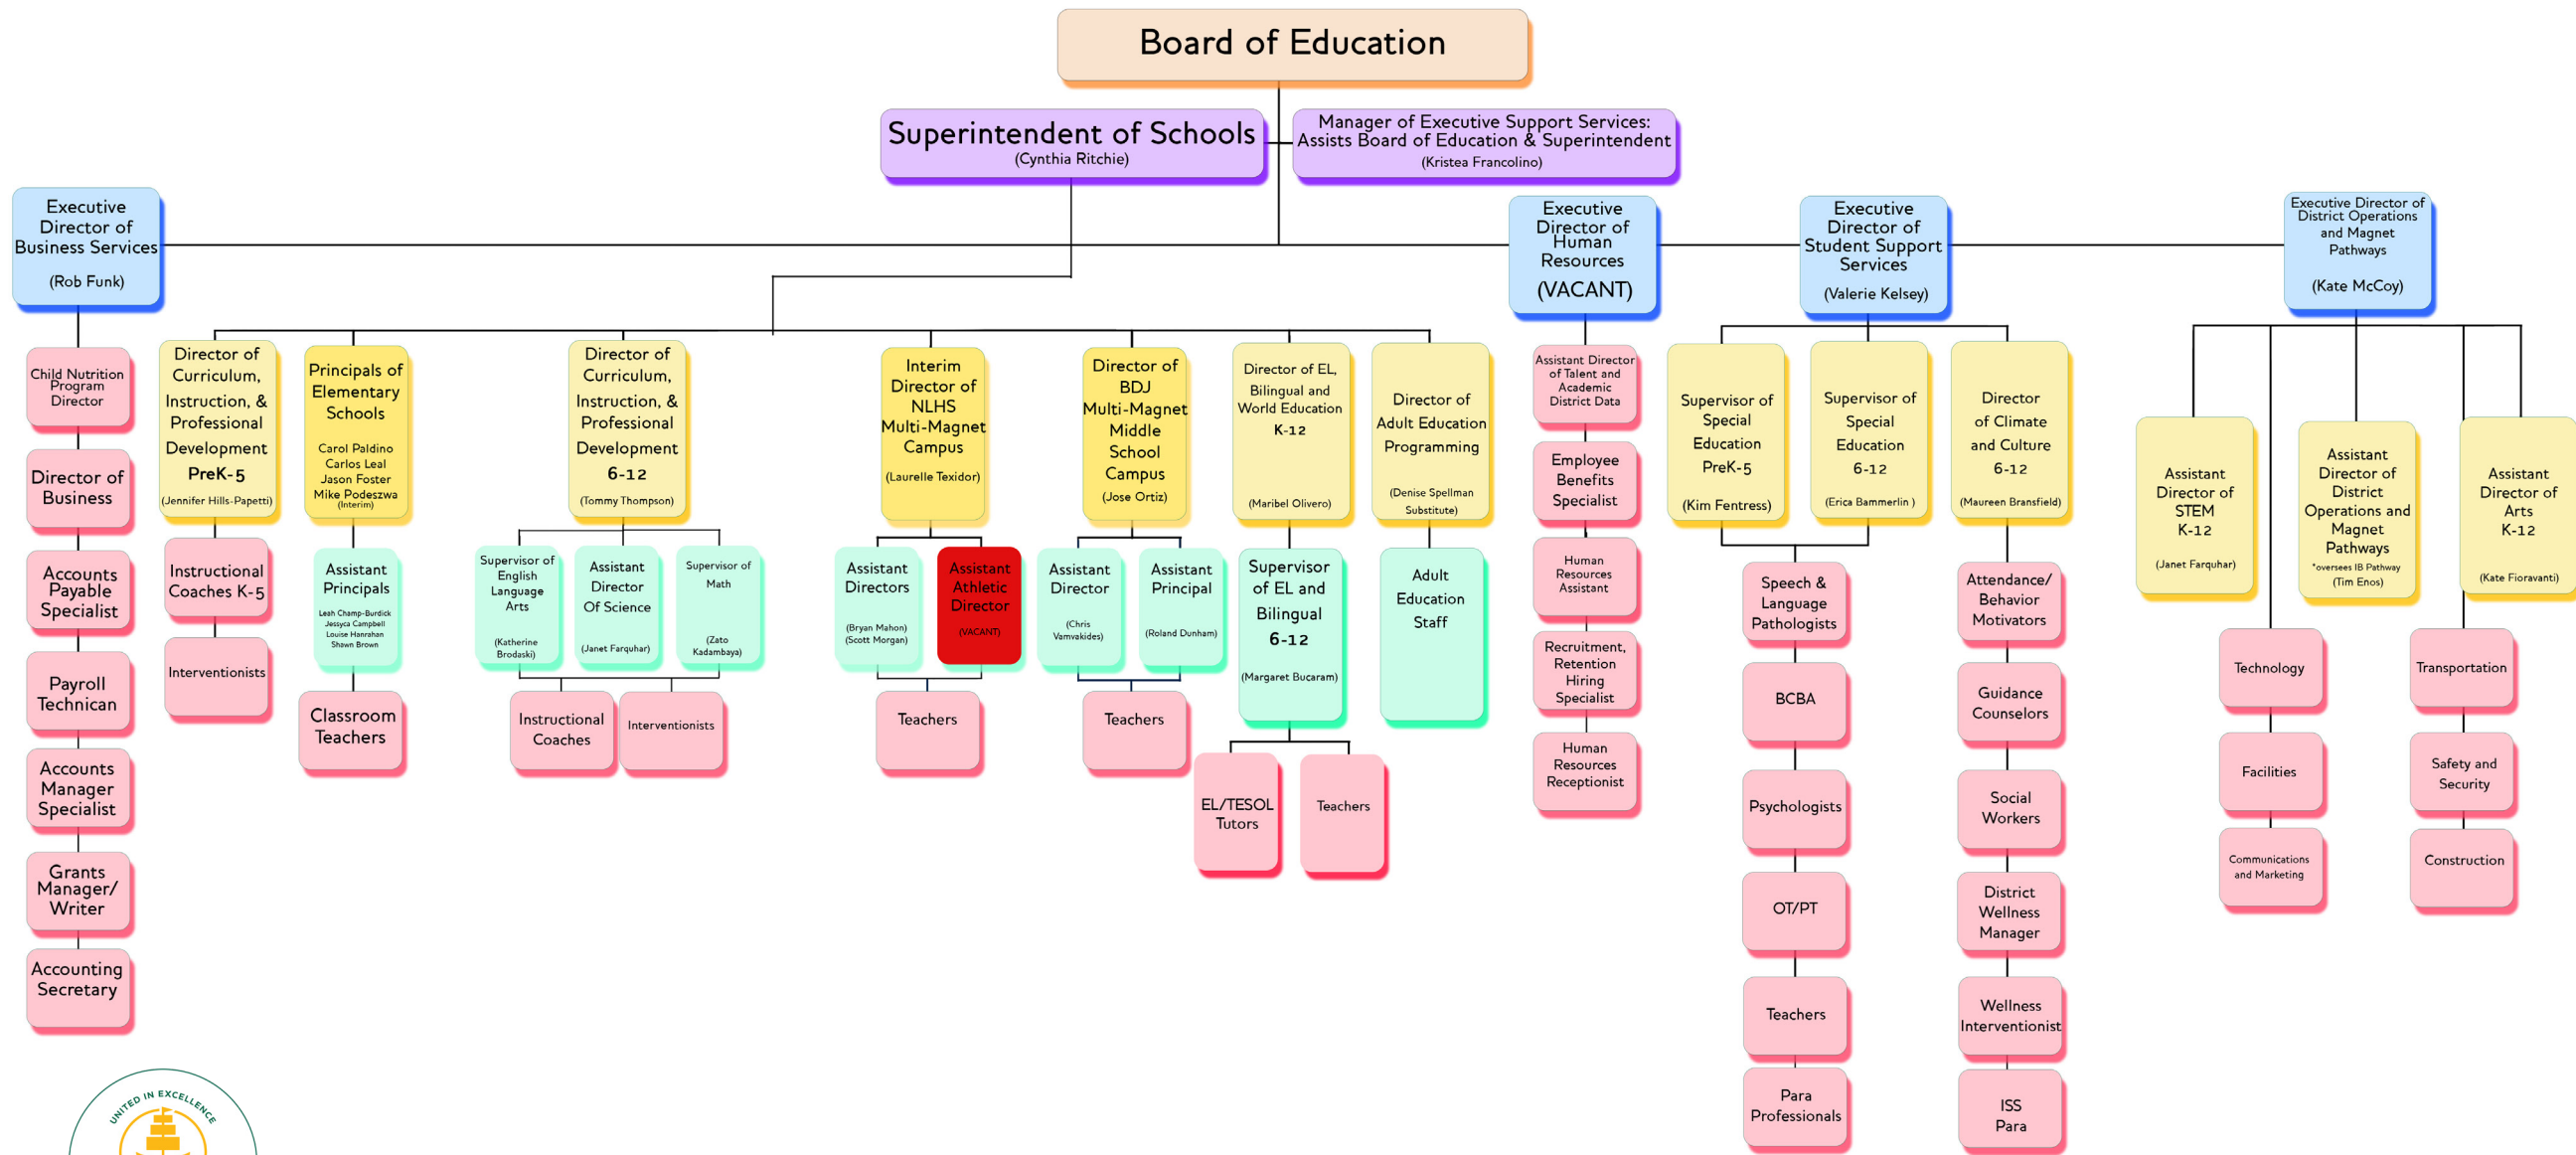 Board of Education
Superintendent of Schools
(Cynthia Ritchie)
Manager of Executive Support Services:
Assists Board of Education & Superintendent
(Kristea Francolino)
Executive
Director of
Business Services
(Rob Funk)
Executive
Director of
Human
Resources
(VACANT)
Executive
Director of
Student Support
Services
(Valerie Kelsey)
Executive Director of
District Operations
and Magnet
Pathways
(Kate McCoy)
Child Nutrition
Program
Director
Director of
Business
Accounts
Payable
Specialist
Payroll
Technican
Accounts
Manager
Specialist
Grants
Manager/
Writer
Accounting
Secretary
Director of
Curriculum,
Instruction, &
Professional
Development
PreK-5
(Jennifer Hills-Papetti)
Instructional
Coaches K-5
Interventionists
Principals of
Elementary
Schools
Carol Paldino
Carlos Leal
Jason Foster
Mike Podeszwa
(Interim)
Assistant
Principals
Leah Champ-Burdick
Jessyca Campbell
Louise Hanrahan
Shawn Brown
Classroom
Teachers
Director of
Curriculum,
Instruction, &
Professional
Development
6-12
(Tommy Thompson)
Supervisor of
English
Language
Arts
(Katherine
Brodaski)
Assistant
Director
Of Science
(Janet Farquhar)
Supervisor of
Math
(Zato
Kadambaya)
Instructional
Coaches
Interventionists
Interim
Director of
NLHS
Multi-Magnet
Campus
(Laurelle Texidor)
Assistant
Directors
(Bryan Mahon)
(Scott Morgan)
Assistant
Athletic
Director
(VACANT)
Teachers
Director of
BDJ
Multi-Magnet
Middle
School
Campus
(Jose Ortiz)
Assistant
Director
(Chris
Vamvakides)
Assistant
Principal
(Roland Dunham)
Teachers
Director of EL,
Bilingual and
World Education
K-12
(Maribel Olivero)
Supervisor
of EL and
Bilingual
6-12
(Margaret Bucaram)
EL/TESOL
Tutors
Teachers
Director of
Adult Education
Programming
(Denise Spellman
Substitute)
Adult
Education
Staff
Assistant Director
of Talent and
Academic
District Data
Employee
Benefits
Specialist
Human
Resources
Assistant
Recruitment,
Retention
Hiring
Specialist
Human
Resources
Receptionist
Supervisor of
Special
Education
PreK-5
(Kim Fentress)
Supervisor of
Special
Education
6-12
(Erica Bammerlin )
Speech &
Language
Pathologists
BCBA
Psychologists
OT/PT
Teachers
Para
Professionals
Director
of Climate
and Culture
6-12
(Maureen Bransfield)
Attendance/
Behavior
Motivators
Guidance
Counselors
Social
Workers
District
Wellness
Manager
Wellness
Interventionist
ISS
Para
Assistant
Director of
STEM
K-12
(Janet Farquhar)
Assistant
Director of
District
Operations and
Magnet
Pathways
*oversees IB Pathway
(Tim Enos)
Assistant
Director of
Arts
K-12
(Kate Fioravanti)
Technology
Facilities
Communications
and Marketing
Transportation
Safety and
Security
Construction
UNITED IN EXCELLENCE